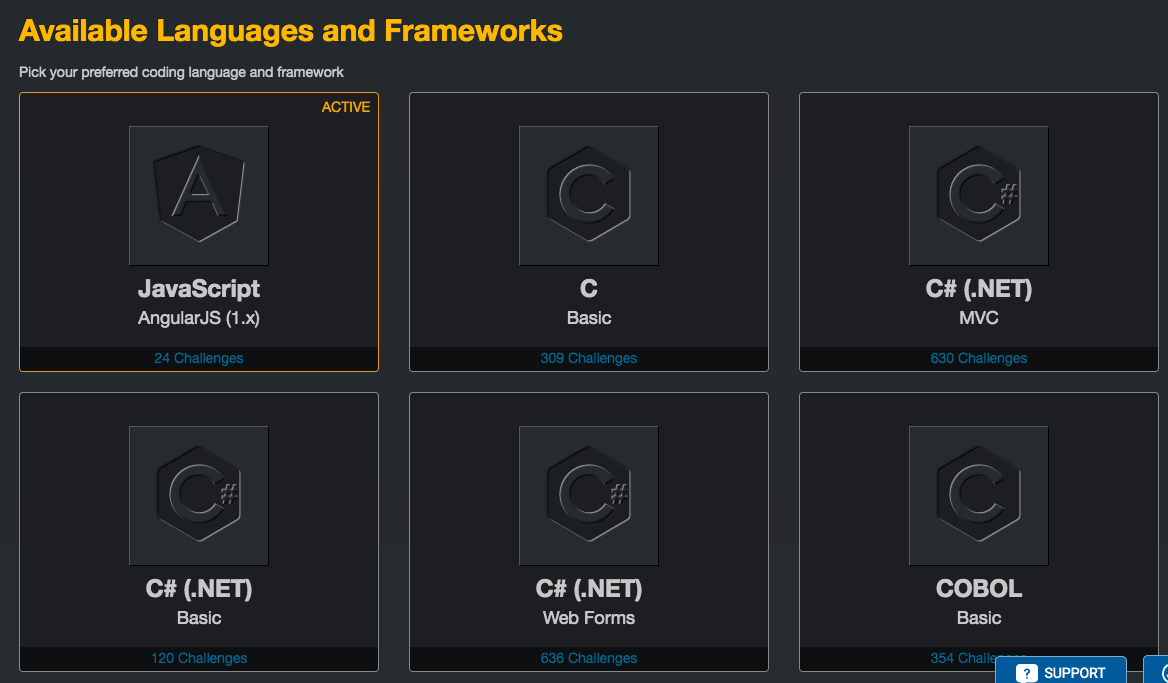 Available Languages and Frameworks
Pick your preferred coding language and framework
ACTIVE
A
JavaScript
AngularJS (1.x)
24 Challenges
C
C
Basic
309 Challenges
C#
C# (.NET)
MVC
630 Challenges
C#
C# (.NET)
Basic
120 Challenges
C#
C# (.NET)
Web Forms
636 Challenges
C
COBOL
Basic
354 Challe
? SUPPORT